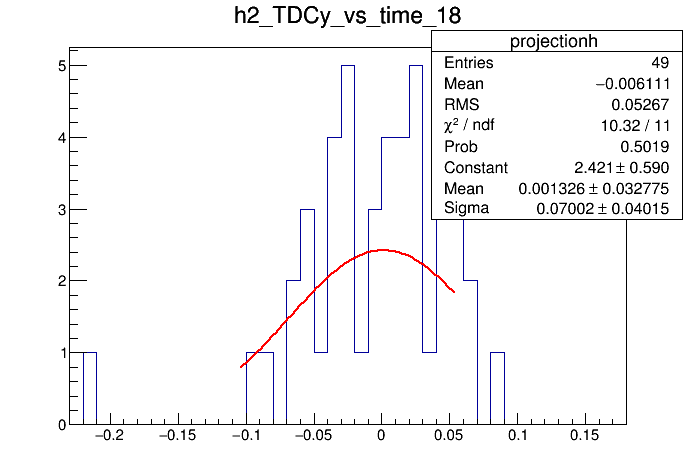 h2_TDCy_vs_time_18
projectionh
Entries 49
Mean −0.006111
RMS 0.05267
χ² / ndf 10.32 / 11
Prob 0.5019
Constant 2.421 ± 0.590
Mean 0.001326 ± 0.032775
Sigma 0.07002 ± 0.04015
5
4
3
2
1
0
−0.2 −0.15 −0.1 −0.05 0 0.05 0.1 0.15